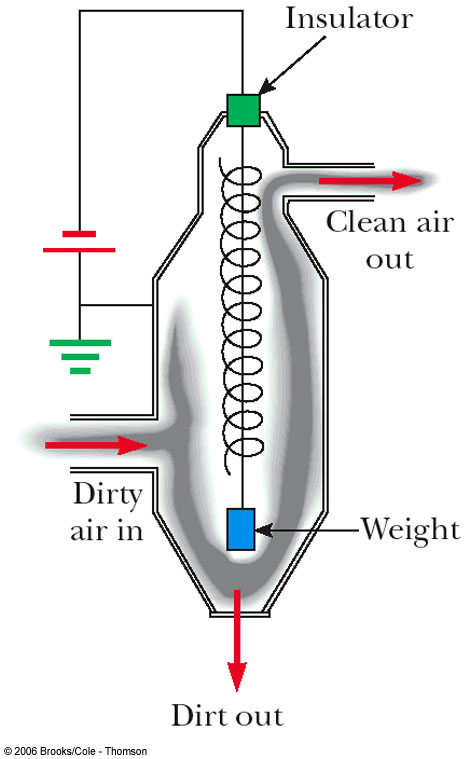 Insulator
Clean air
out
Dirty
air in
Weight
Dirt out
© 2006 Brooks/Cole - Thomson